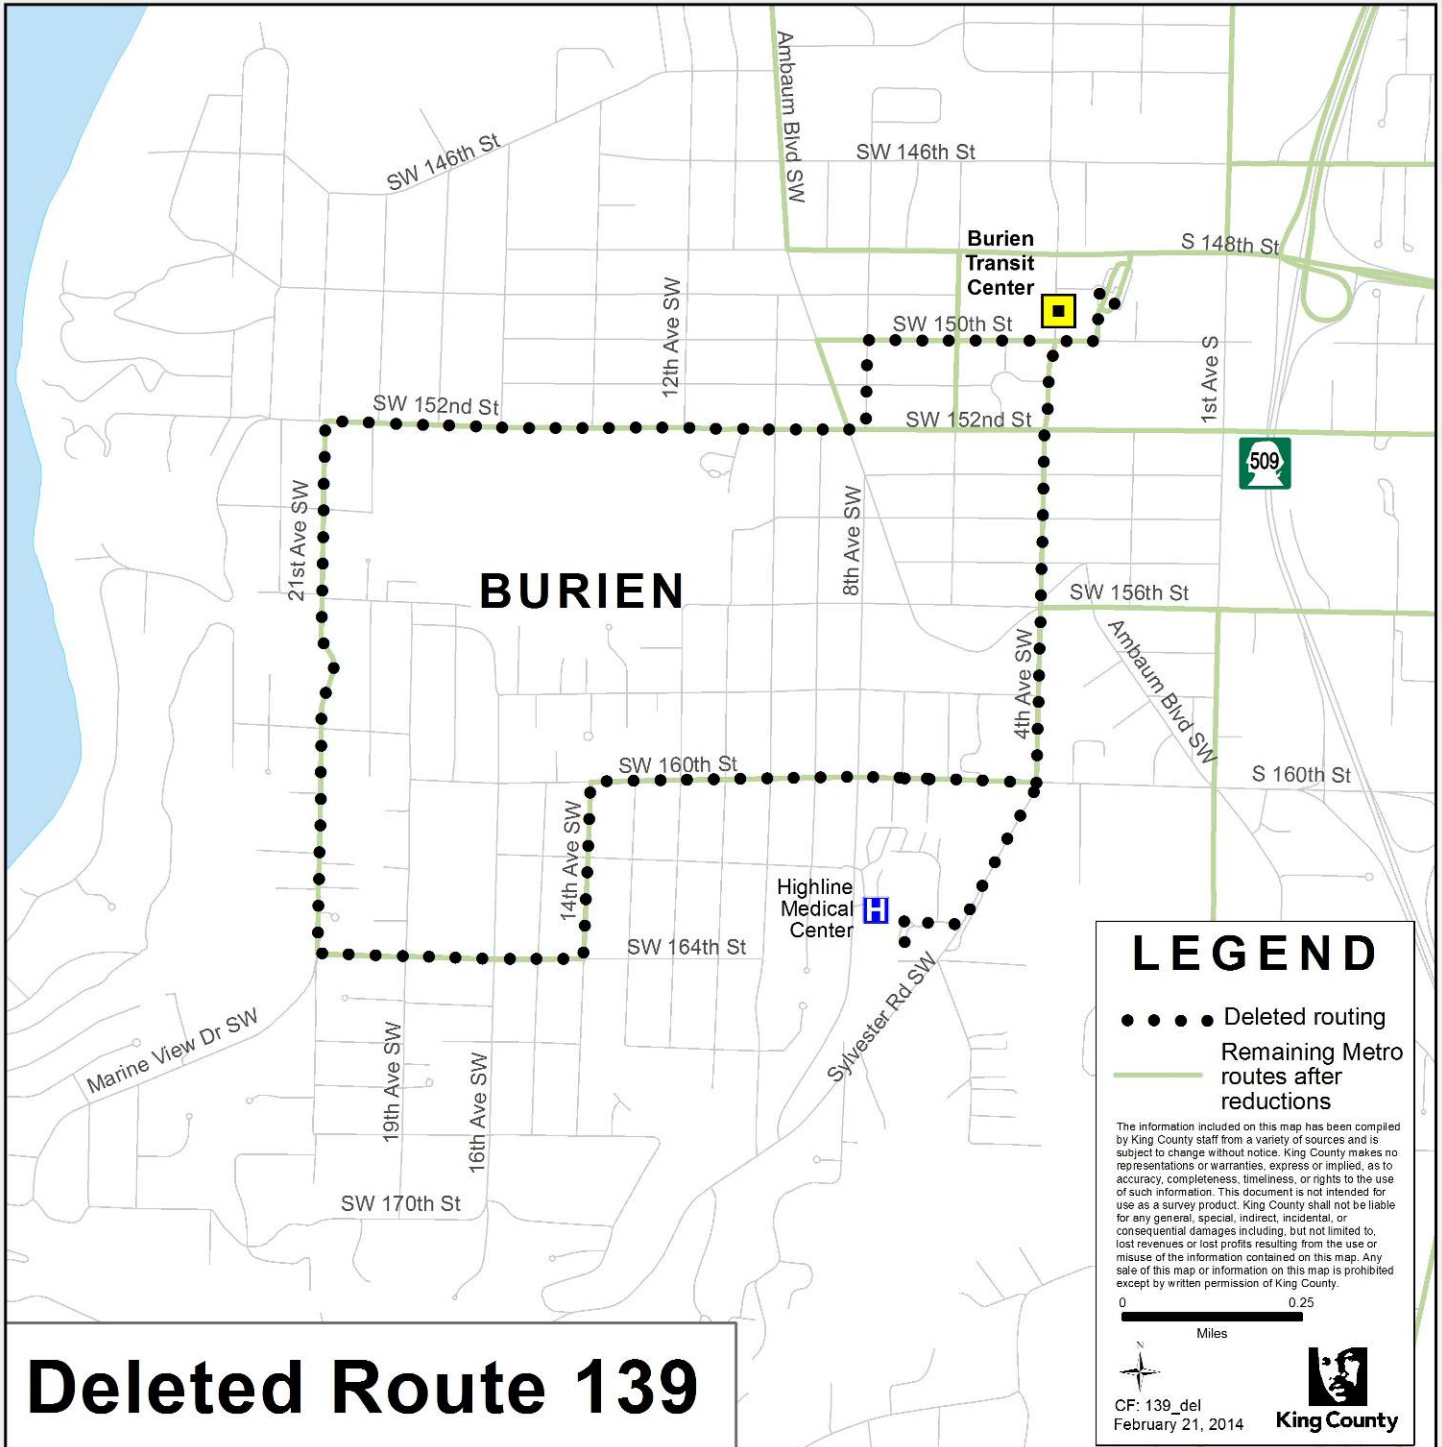 Ambaum Blvd SW
SW 146th St
SW 146th St
Burien
Transit
Center
S 148th St
12th Ave SW
SW 150th St
1st Ave S
SW 152nd St
SW 152nd St
509
21st Ave SW
8th Ave SW
BURIEN
SW 156th St
4th Ave SW
Ambaum Blvd SW
SW 160th St
S 160th St
14th Ave SW
Highline
Medical
Center
H
SW 164th St
Sylvester Rd SW
Marine View Dr SW
19th Ave SW
16th Ave SW
SW 170th St
LEGEND
Deleted routing
Remaining Metro
routes after
reductions
The information included on this map has been compiled
by King County staff from a variety of sources and is
subject to change without notice. King County makes no
representations or warranties, express or implied, as to
accuracy, completeness, timeliness, or rights to the use
of such information. This document is not intended for
use as a survey product. King County shall not be liable
for any general, special, indirect, incidental, or
consequential damages including, but not limited to,
lost revenues or lost profits resulting from the use or
misuse of the information contained on this map. Any
sale of this map or information on this map is prohibited
except by written permission of King County.
0 0.25
Miles
N
CF: 139_del
February 21, 2014
King County
Deleted Route 139